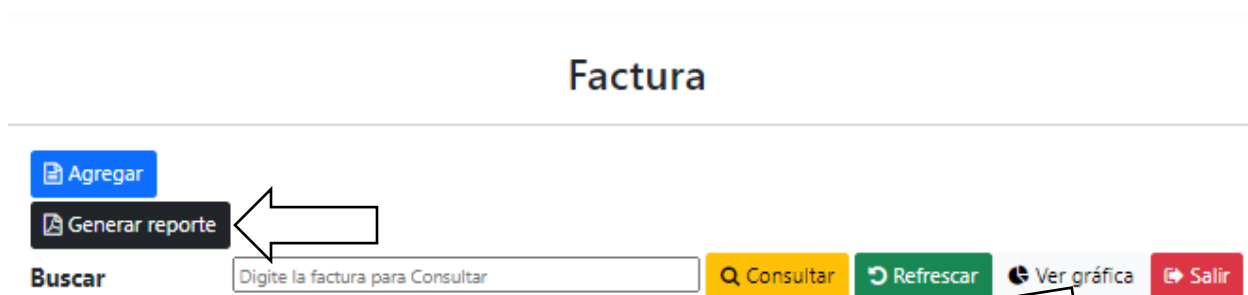 Factura
Agregar
Generar reporte
Buscar Digite la factura para Consultar Consultar Refrescar Ver gráfica Salir